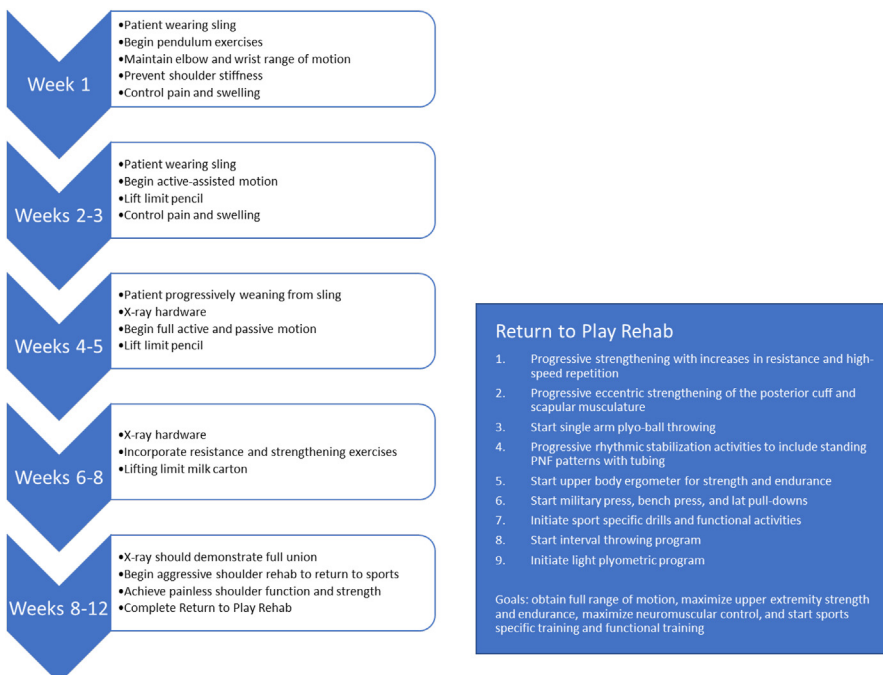 Week 1
•Patient wearing sling
•Begin pendulum exercises
•Maintain elbow and wrist range of motion
•Prevent shoulder stiffness
•Control pain and swelling
Weeks 2-3
•Patient wearing sling
•Begin active-assisted motion
•Lift limit pencil
•Control pain and swelling
Weeks 4-5
•Patient progressively weaning from sling
•X-ray hardware
•Begin full active and passive motion
•Lift limit pencil
Weeks 6-8
•X-ray hardware
•Incorporate resistance and strengthening exercises
•Lifting limit milk carton
Weeks 8-12
•X-ray should demonstrate full union
•Begin aggressive shoulder rehab to return to sports
•Achieve painless shoulder function and strength
•Complete Return to Play Rehab
Return to Play Rehab
1. Progressive strengthening with increases in resistance and high-
speed repetition
2. Progressive eccentric strengthening of the posterior cuff and
scapular musculature
3. Start single arm plyo-ball throwing
4. Progressive rhythmic stabilization activities to include standing
PNF patterns with tubing
5. Start upper body ergometer for strength and endurance
6. Start military press, bench press, and lat pull-downs
7. Initiate sport specific drills and functional activities
8. Start interval throwing program
9. Initiate light plyometric program
Goals: obtain full range of motion, maximize upper extremity strength
and endurance, maximize neuromuscular control, and start sports
specific training and functional training